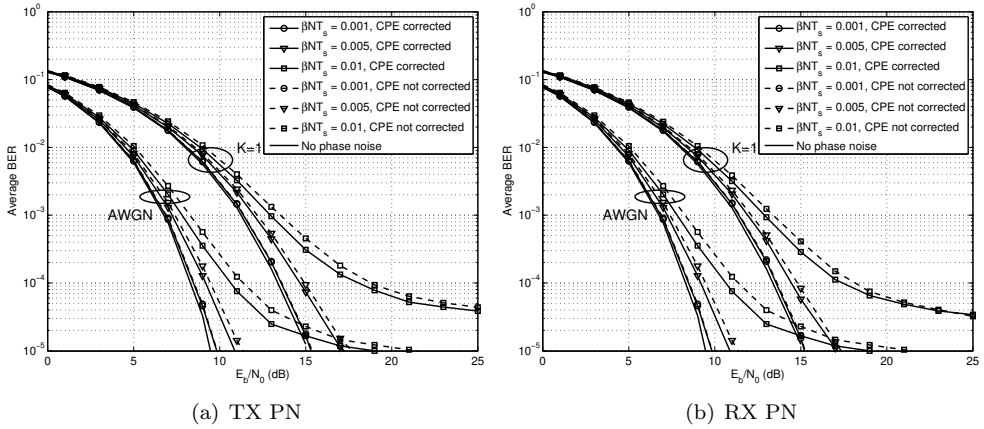 10⁰
10⁻¹
10⁻²
10⁻³
10⁻⁴
10⁻⁵
Average BER
0 5 10 15 20 25
E_b/N_0 (dB)
βNT_s = 0.001, CPE corrected
βNT_s = 0.005, CPE corrected
βNT_s = 0.01, CPE corrected
βNT_s = 0.001, CPE not corrected
βNT_s = 0.005, CPE not corrected
βNT_s = 0.01, CPE not corrected
No phase noise
K=1
AWGN
(a) TX PN
10⁰
10⁻¹
10⁻²
10⁻³
10⁻⁴
10⁻⁵
Average BER
0 5 10 15 20 25
E_b/N_0 (dB)
βNT_s = 0.001, CPE corrected
βNT_s = 0.005, CPE corrected
βNT_s = 0.01, CPE corrected
βNT_s = 0.001, CPE not corrected
βNT_s = 0.005, CPE not corrected
βNT_s = 0.01, CPE not corrected
No phase noise
K=1
AWGN
(b) RX PN